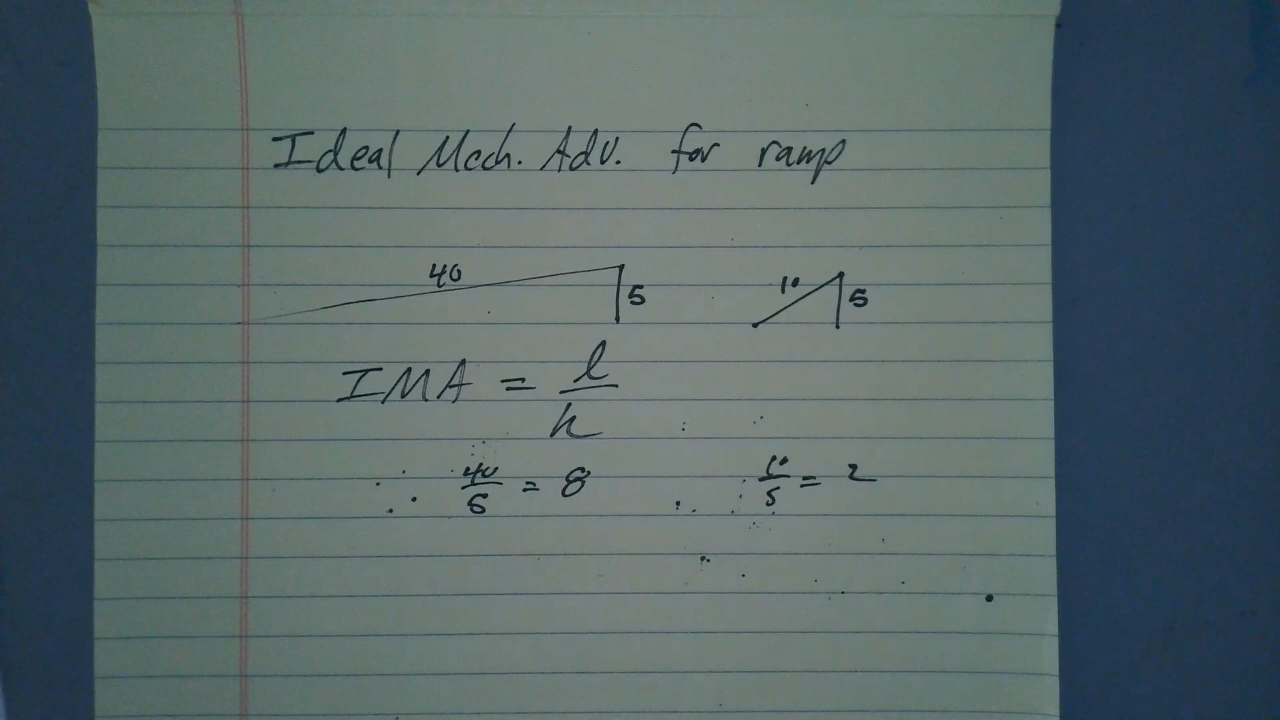 Ideal Mech. Adv. for ramp
40 5 10 5
IMA = l/h
∴ 40/5 = 8 ∴ 10/5 = 2